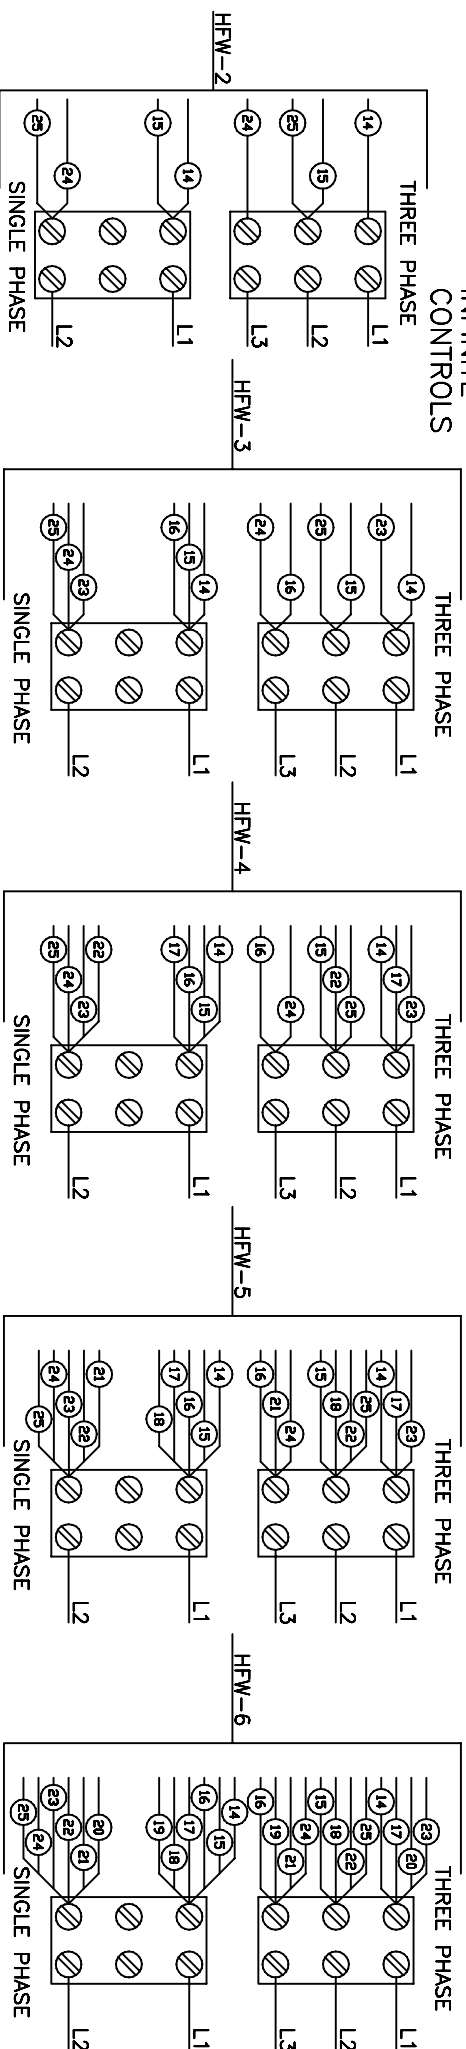 CONTROLS
HFW-2
THREE PHASE
14
L1
15
25
L2
24
L3
14
15
L1
24
25
L2
SINGLE PHASE
HFW-3
THREE PHASE
14
23
L1
15
25
L2
16
24
L3
14
15
16
L1
23
24
25
L2
SINGLE PHASE
HFW-4
THREE PHASE
23
17
14
L1
25
22
15
L2
24
16
L3
14
15
16
17
L1
22
23
24
25
L2
SINGLE PHASE
HFW-5
THREE PHASE
23
17
14
L1
25
22
18
15
L2
24
21
16
L3
14
15
16
17
18
L1
21
22
23
24
25
L2
SINGLE PHASE
HFW-6
THREE PHASE
23
20
17
14
L1
25
22
18
15
L2
24
21
19
16
L3
14
15
16
17
18
19
L1
20
21
22
23
24
25
L2
SINGLE PHASE